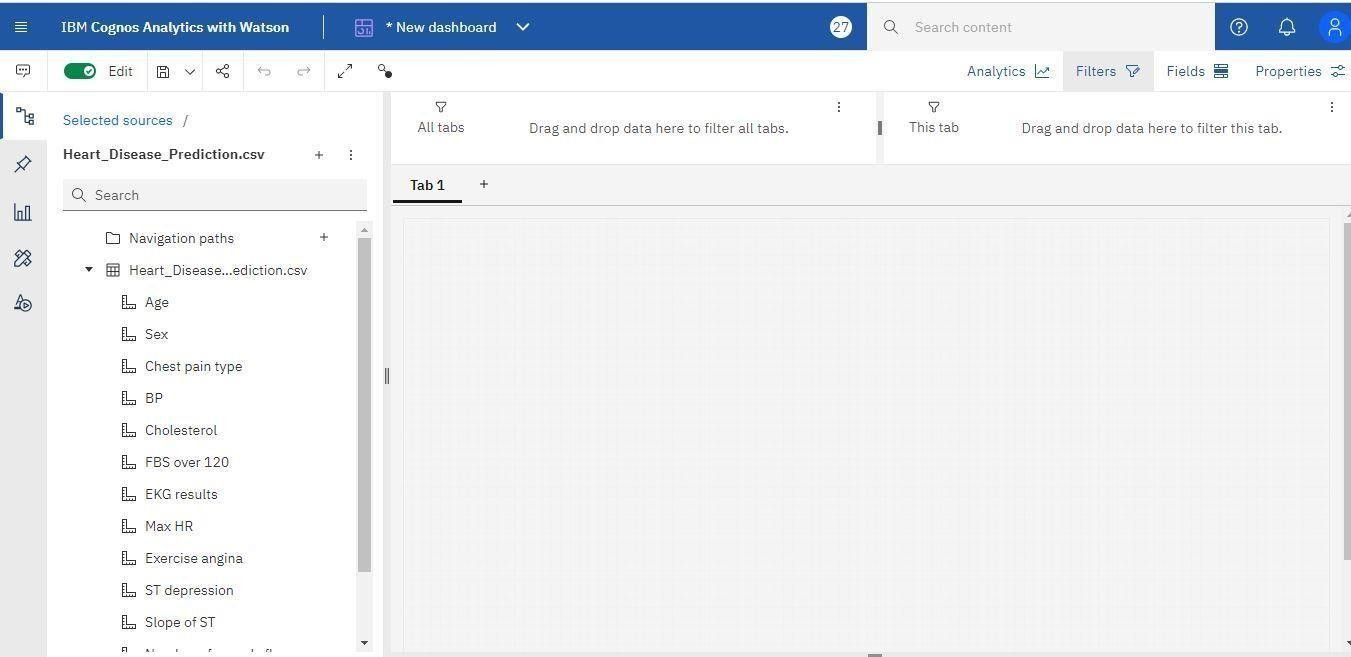 IBM Cognos Analytics with Watson
* New dashboard
27
Search content
Edit
Analytics
Filters
Fields
Properties
Selected sources /
Heart_Disease_Prediction.csv
Search
Navigation paths
Heart_Disease...ediction.csv
Age
Sex
Chest pain type
BP
Cholesterol
FBS over 120
EKG results
Max HR
Exercise angina
ST depression
Slope of ST
All tabs
Drag and drop data here to filter all tabs.
This tab
Drag and drop data here to filter this tab.
Tab 1